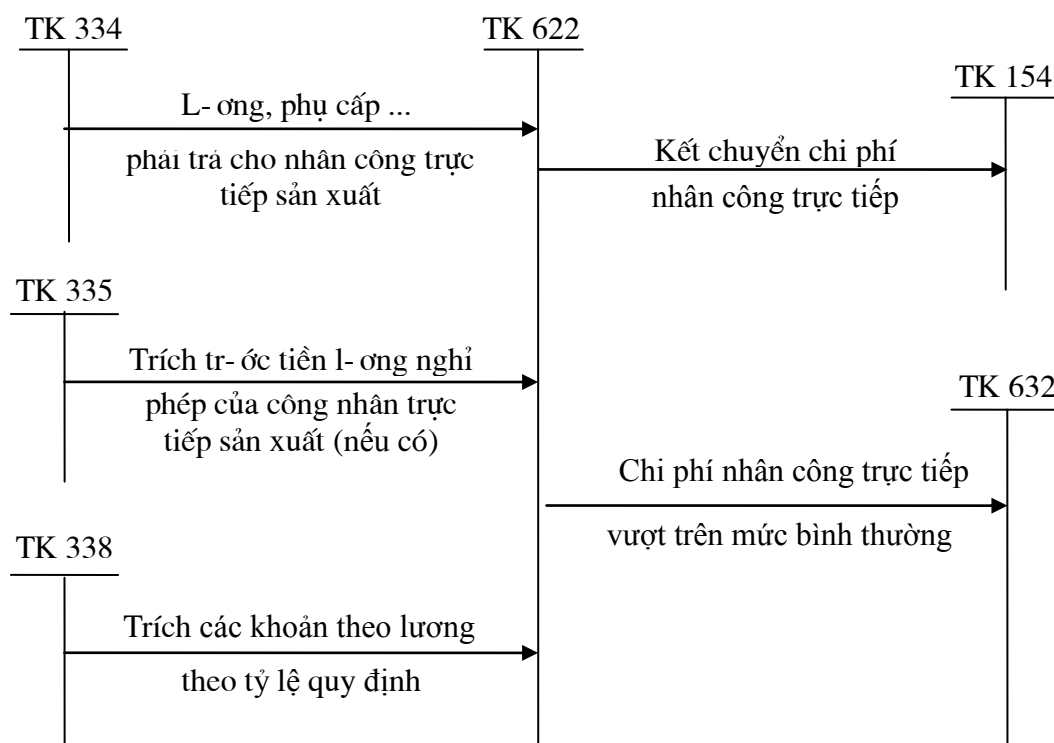 TK 334
L- ơng, phụ cấp ...
phải trả cho nhân công trực
tiếp sản xuất
TK 335
Trích tr- ớc tiền l- ơng nghỉ
phép của công nhân trực
tiếp sản xuất (nếu có)
TK 338
Trích các khoản theo lương
theo tỷ lệ quy định
TK 622
TK 154
Kết chuyển chi phí
nhân công trực tiếp
TK 632
Chi phí nhân công trực tiếp
vượt trên mức bình thường